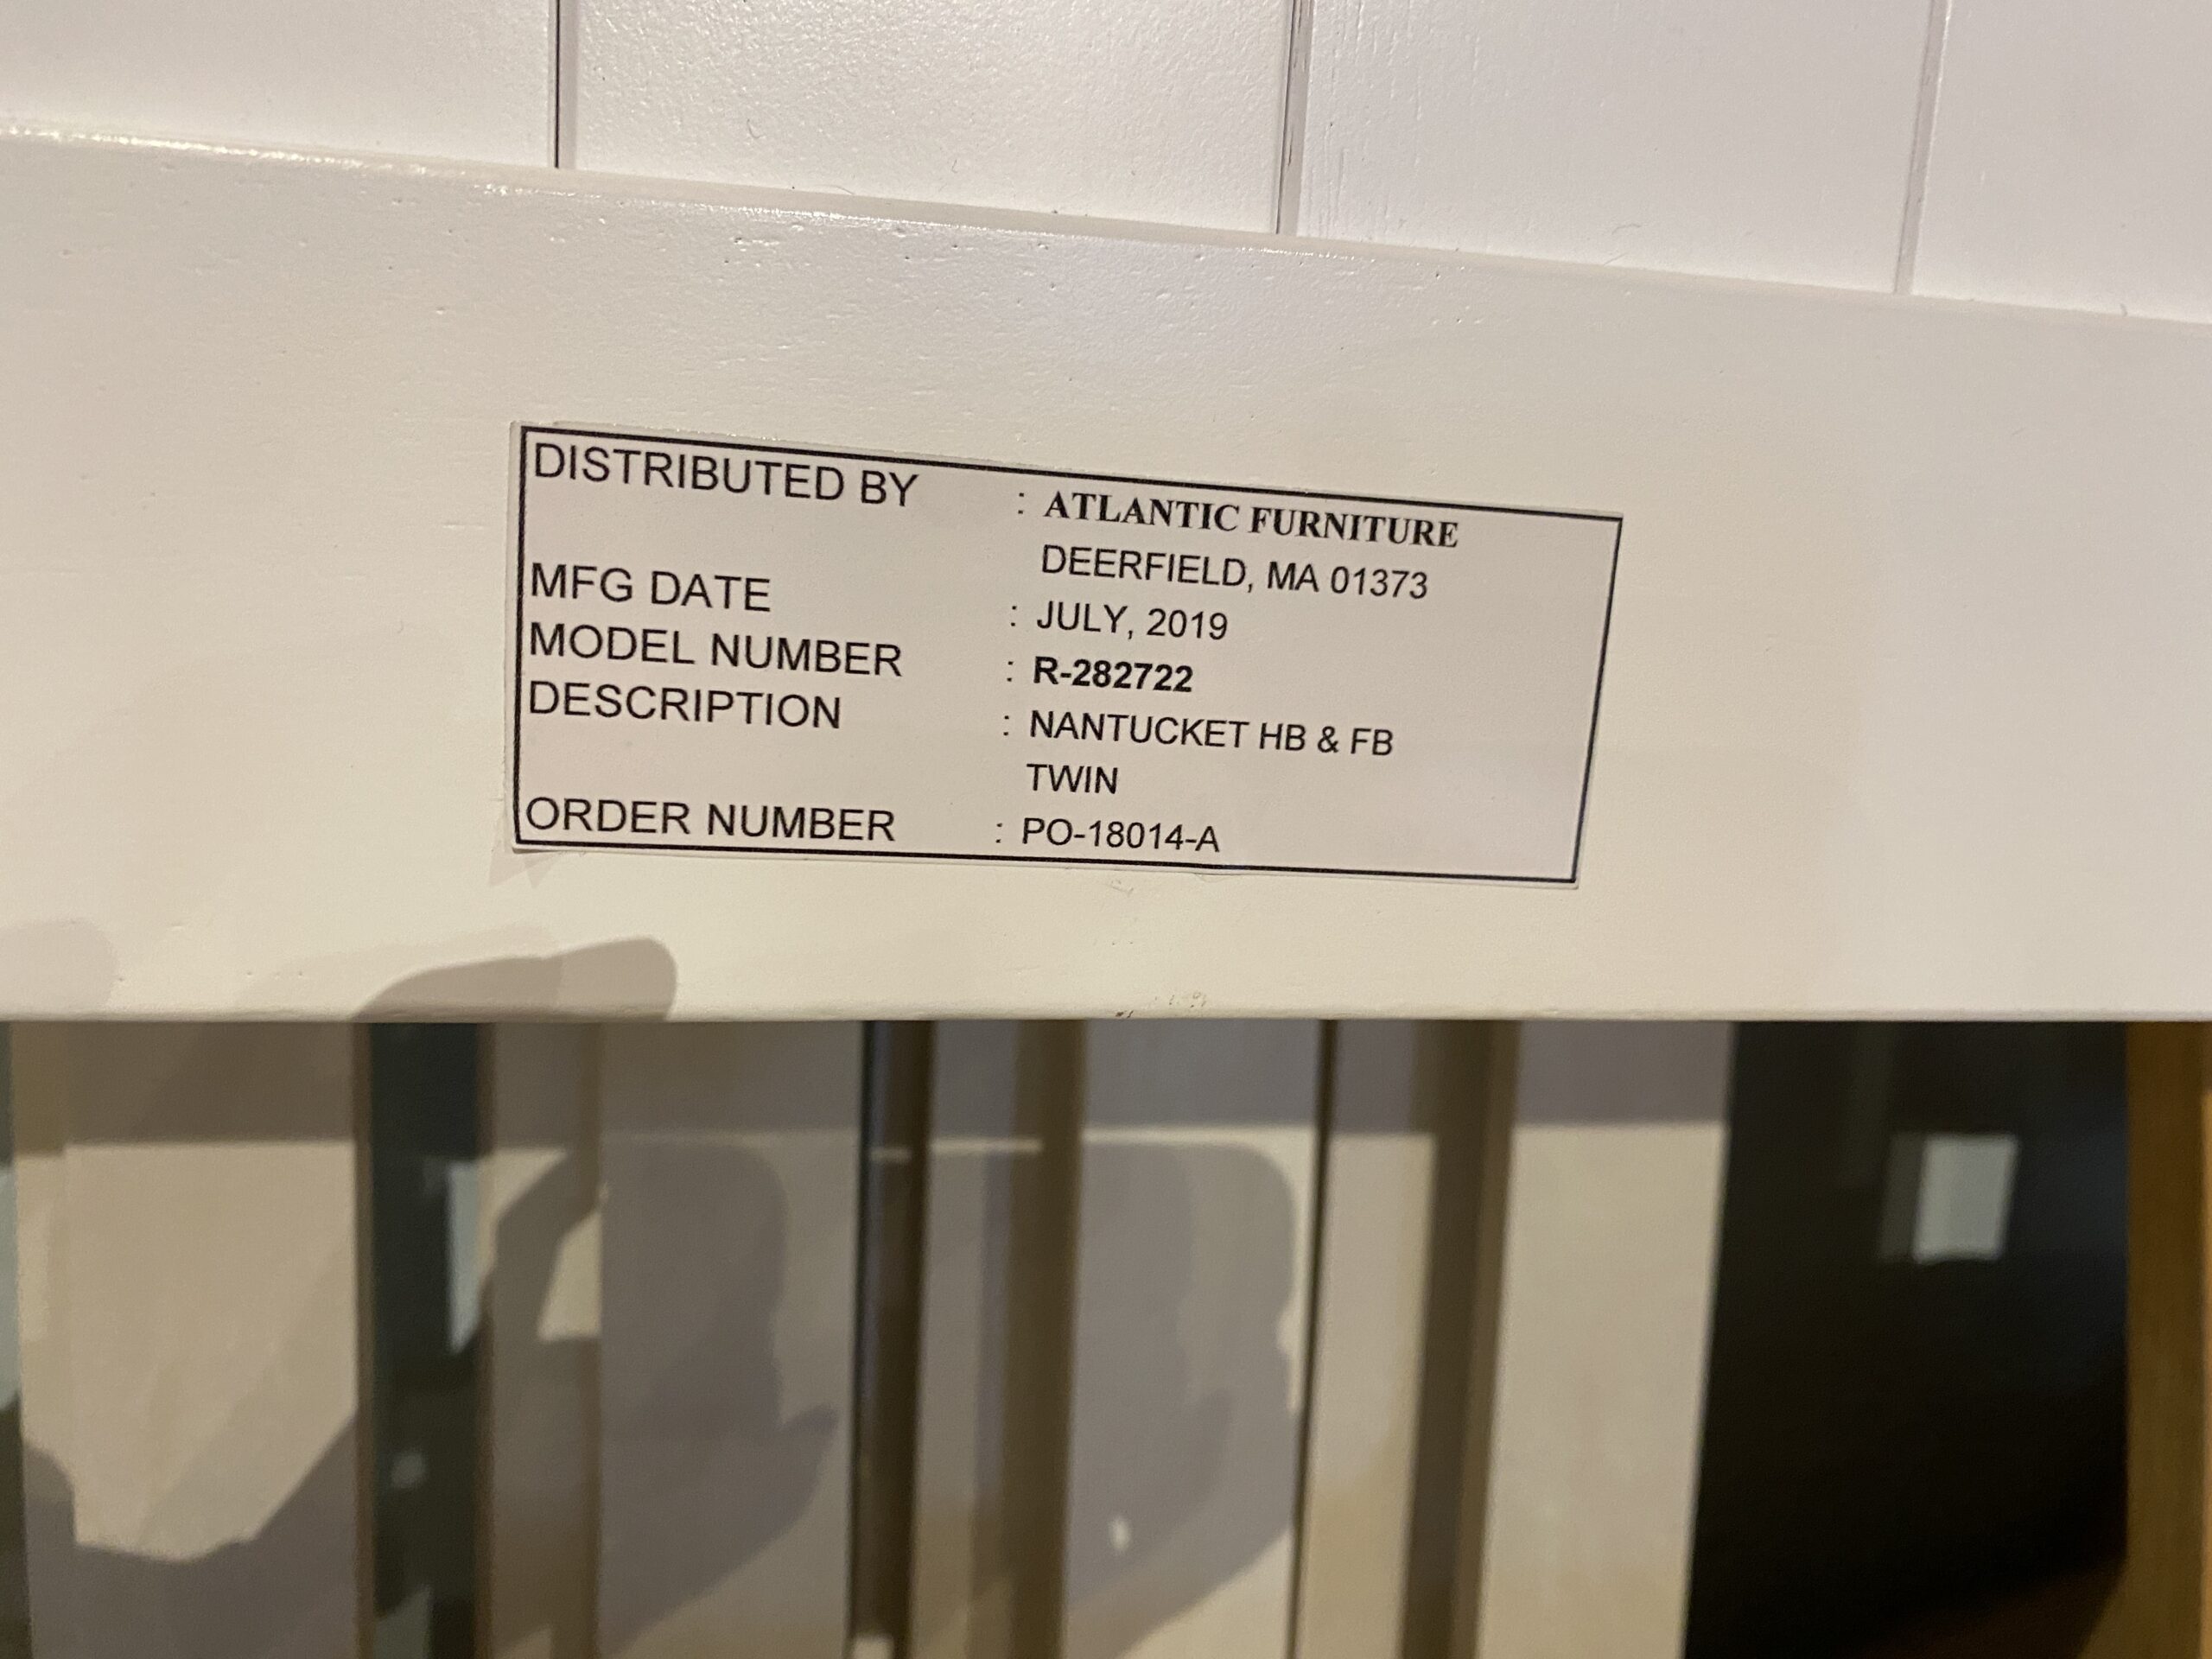 DISTRIBUTED BY : ATLANTIC FURNITURE
DEERFIELD, MA 01373
MFG DATE : JULY, 2019
MODEL NUMBER : R-282722
DESCRIPTION : NANTUCKET HB & FB
TWIN
ORDER NUMBER : PO-18014-A